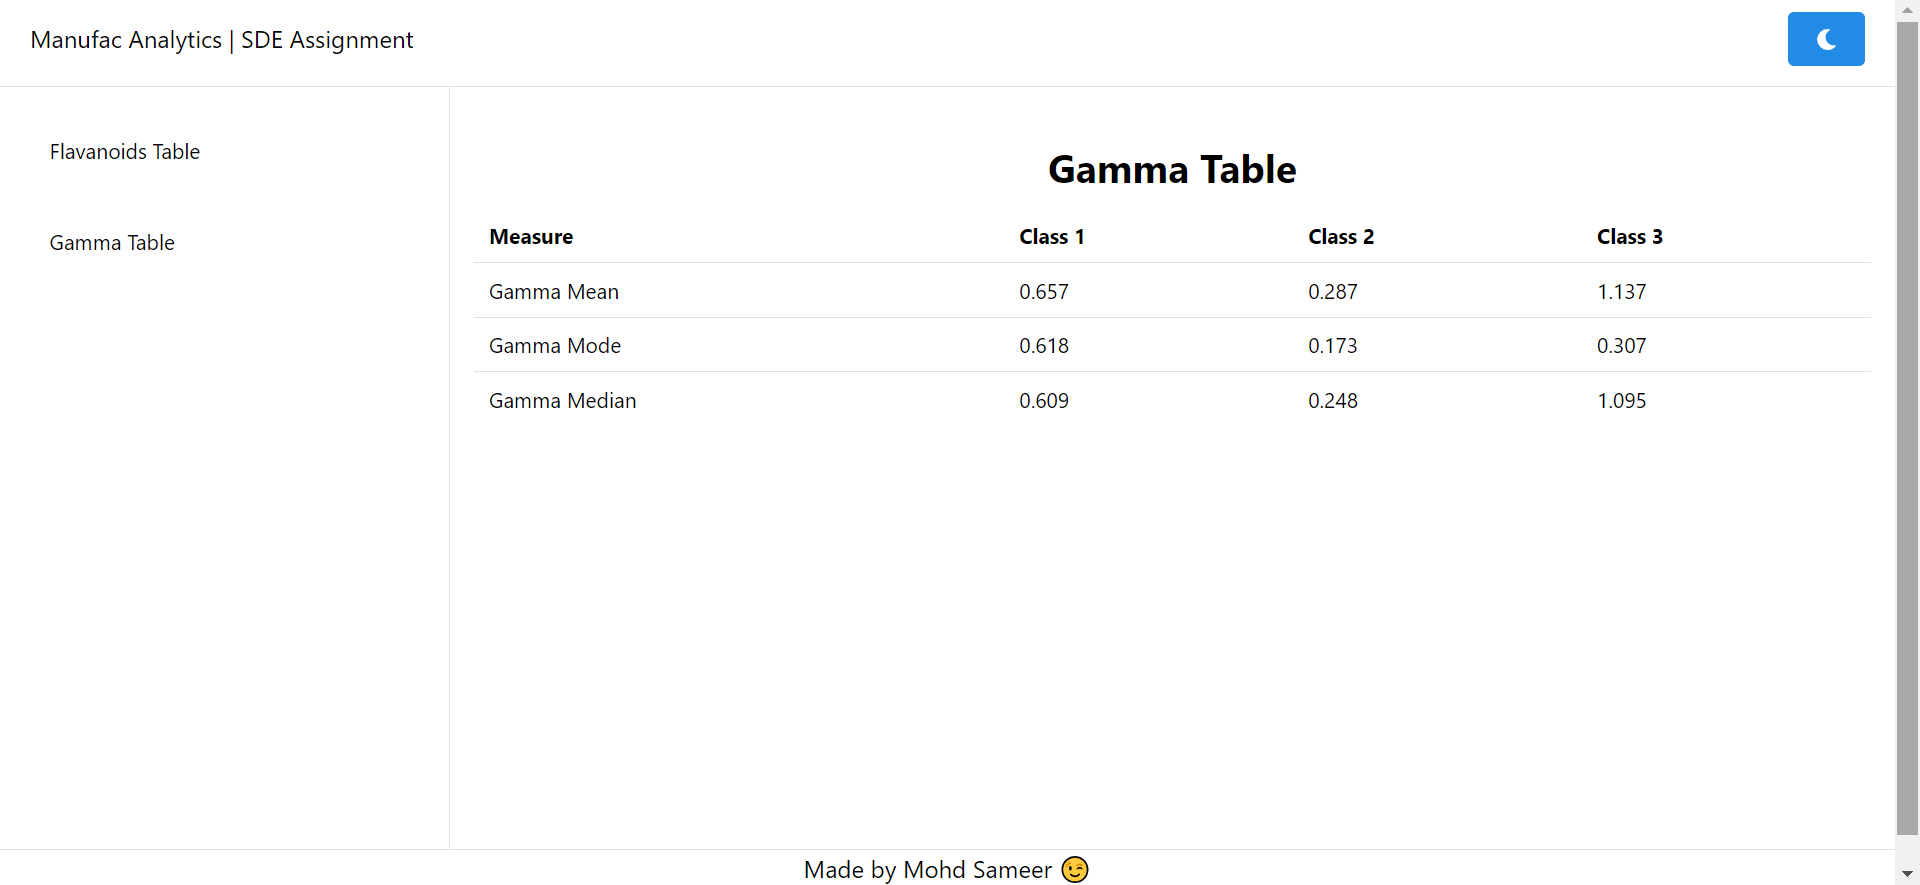 Manufac Analytics | SDE Assignment
Flavanoids Table
Gamma Table
Gamma Table
Measure Class 1 Class 2 Class 3
Gamma Mean 0.657 0.287 1.137
Gamma Mode 0.618 0.173 0.307
Gamma Median 0.609 0.248 1.095
Made by Mohd Sameer 😉